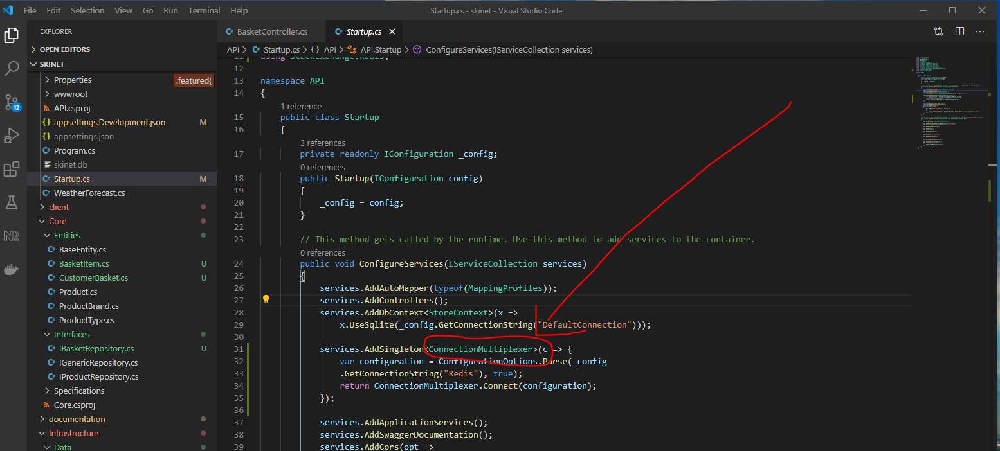 File Edit Selection View Go Run Terminal Help Startup.cs - skinet - Visual Studio Code
EXPLORER
OPEN EDITORS
SKINET
Properties
.featured{
wwwroot
API.csproj
appsettings.Development.json M
appsettings.json
Program.cs
skinet.db
Startup.cs M
WeatherForecast.cs
client
Core
Entities
BaseEntity.cs
BasketItem.cs U
CustomerBasket.cs U
Product.cs
ProductBrand.cs
ProductType.cs
Interfaces
IBasketRepository.cs U
IGenericRepository.cs
IProductRepository.cs
Specifications
Core.csproj
documentation
Infrastructure
Data
12
BasketController.cs Startup.cs
API > Startup.cs > {} API > API.Startup > ConfigureServices(IServiceCollection services)
11 using StackExchange.Redis;
12
13 namespace API
14 {
1 reference
15 public class Startup
16 {
3 references
17 private readonly IConfiguration _config;
0 references
18 public Startup(IConfiguration config)
19 {
20 _config = config;
21 }
22
23 // This method gets called by the runtime. Use this method to add services to the container.
0 references
24 public void ConfigureServices(IServiceCollection services)
25 {
26 services.AddAutoMapper(typeof(MappingProfiles));
27 services.AddControllers();
28 services.AddDbContext<StoreContext>(x =>
29 x.UseSqlite(_config.GetConnectionString("DefaultConnection")));
30
31 services.AddSingleton<ConnectionMultiplexer>(c => {
32 var configuration = ConfigurationOptions.Parse(_config
33 .GetConnectionString("Redis"), true);
34 return ConnectionMultiplexer.Connect(configuration);
35 });
36
37 services.AddApplicationServices();
38 services.AddSwaggerDocumentation();
39 services.AddCors(opt =>